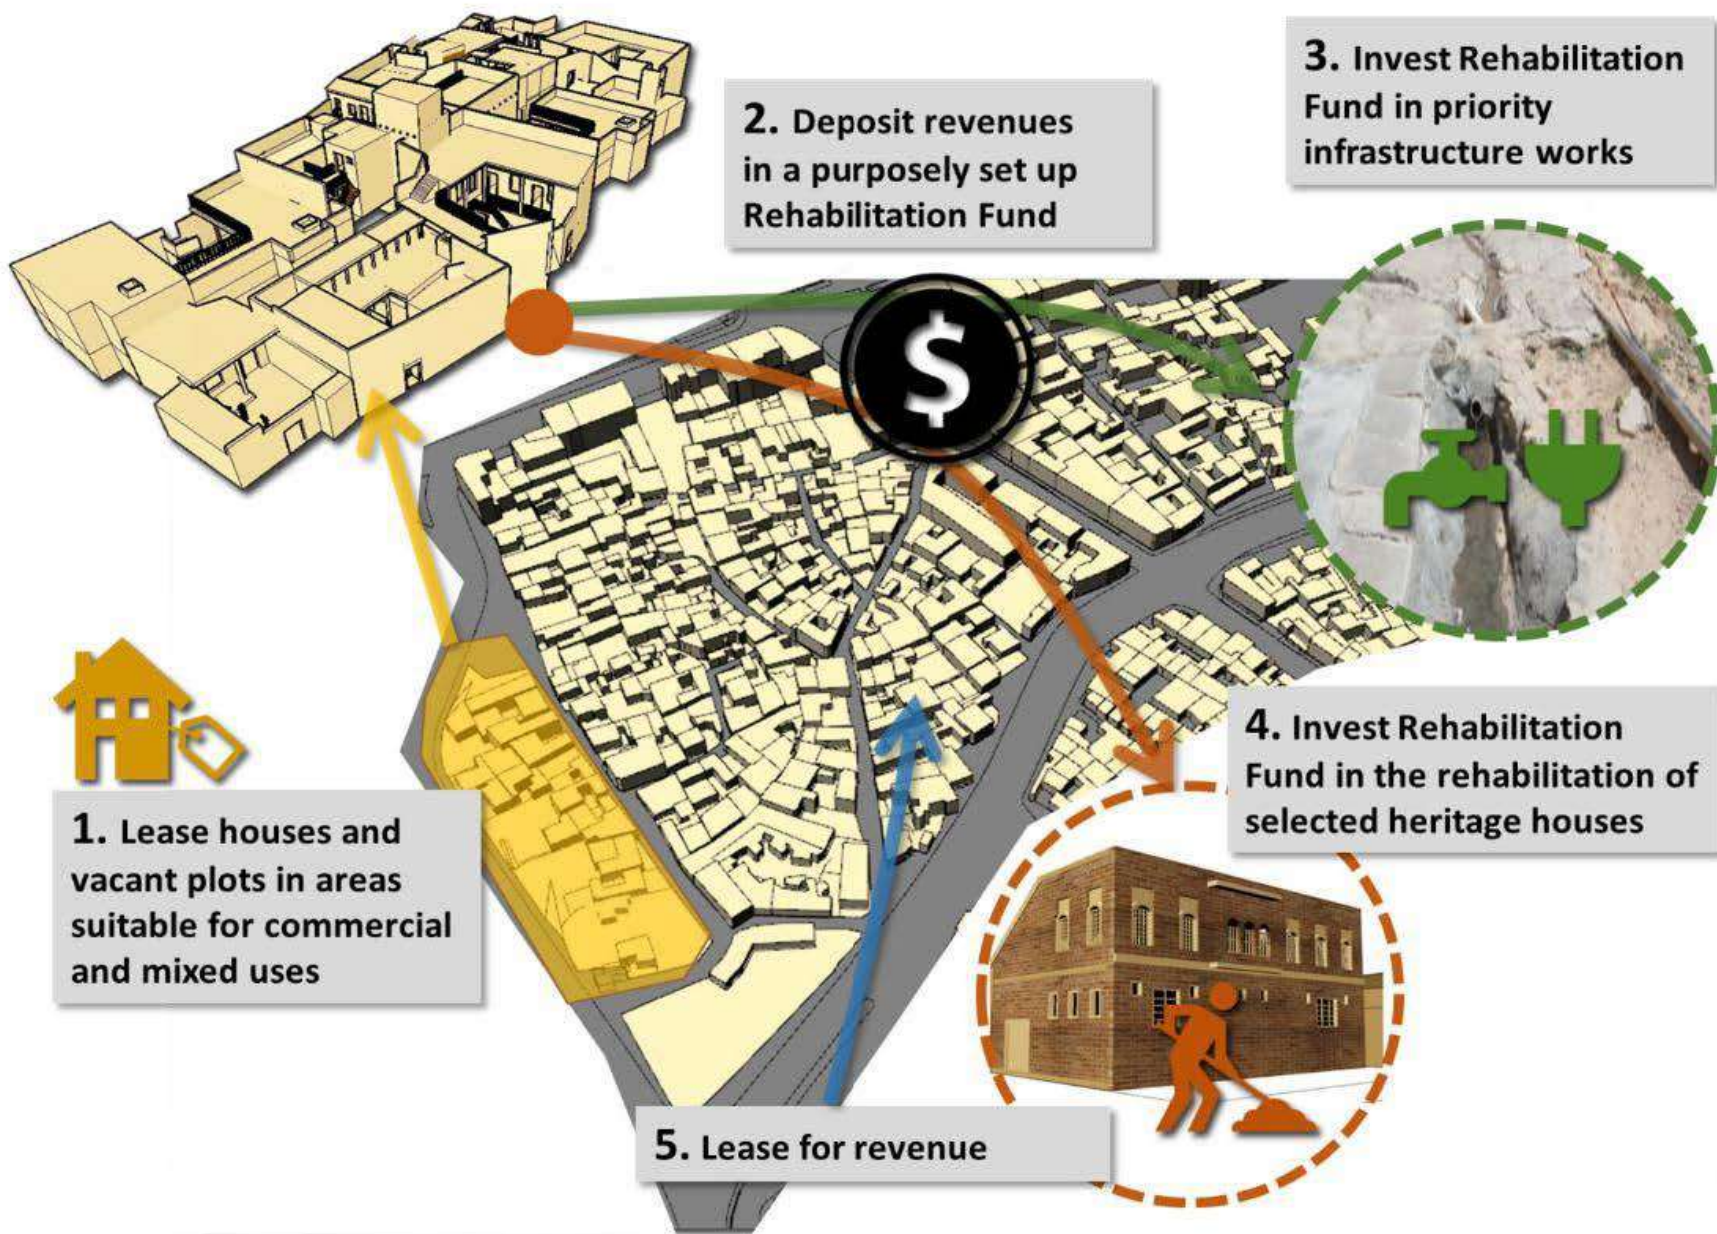 1. Lease houses and
vacant plots in areas
suitable for commercial
and mixed uses
2. Deposit revenues
in a purposely set up
Rehabilitation Fund
$
3. Invest Rehabilitation
Fund in priority
infrastructure works
4. Invest Rehabilitation
Fund in the rehabilitation of
selected heritage houses
5. Lease for revenue